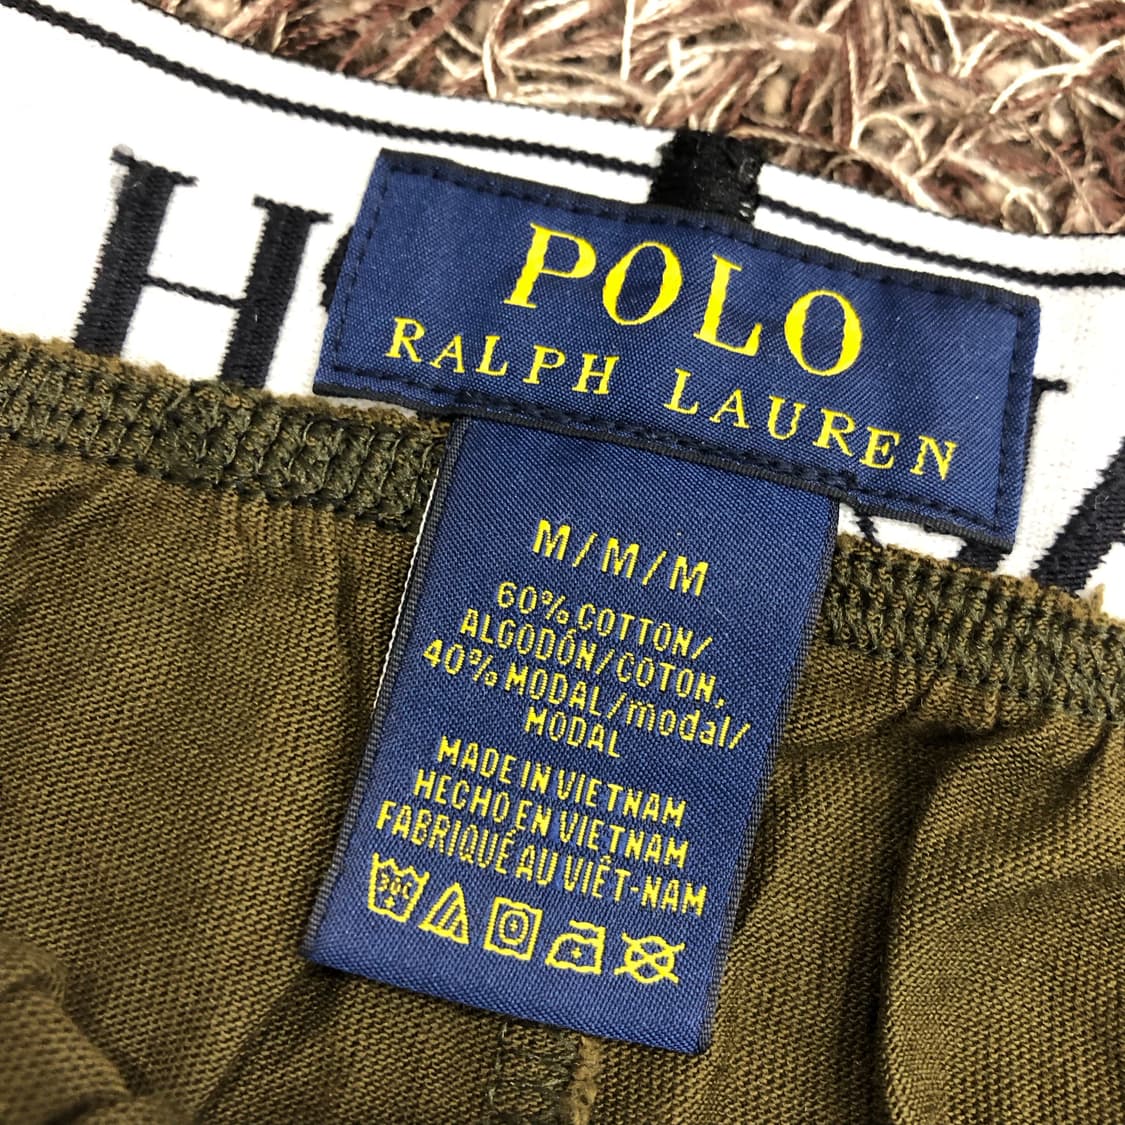 H
POLO
RALPH LAUREN
M/M/M
60% COTTON/
ALGODÓN/COTON,
40% MODAL/modal/
MODAL
MADE IN VIETNAM
HECHO EN VIETNAM
FABRIQUÉ AU VIÊT-NAM
30C